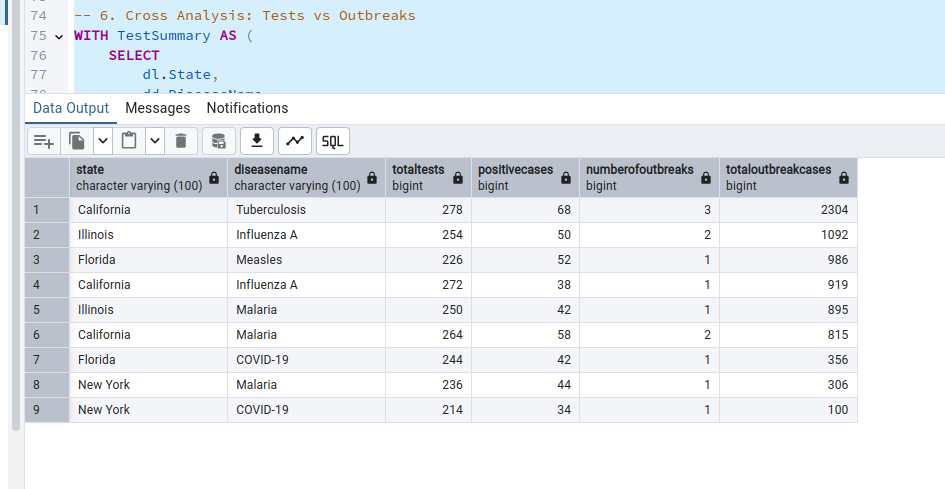 74 -- 6. Cross Analysis: Tests vs Outbreaks
75 WITH TestSummary AS (
76 SELECT
77 dl.State,
Data Output Messages Notifications
SQL
state diseasename totaltests positivecases numberofoutbreaks totaloutbreakcases
character varying (100) character varying (100) bigint bigint bigint bigint
1 California Tuberculosis 278 68 3 2304
2 Illinois Influenza A 254 50 2 1092
3 Florida Measles 226 52 1 986
4 California Influenza A 272 38 1 919
5 Illinois Malaria 250 42 1 895
6 California Malaria 264 58 2 815
7 Florida COVID-19 244 42 1 356
8 New York Malaria 236 44 1 306
9 New York COVID-19 214 34 1 100